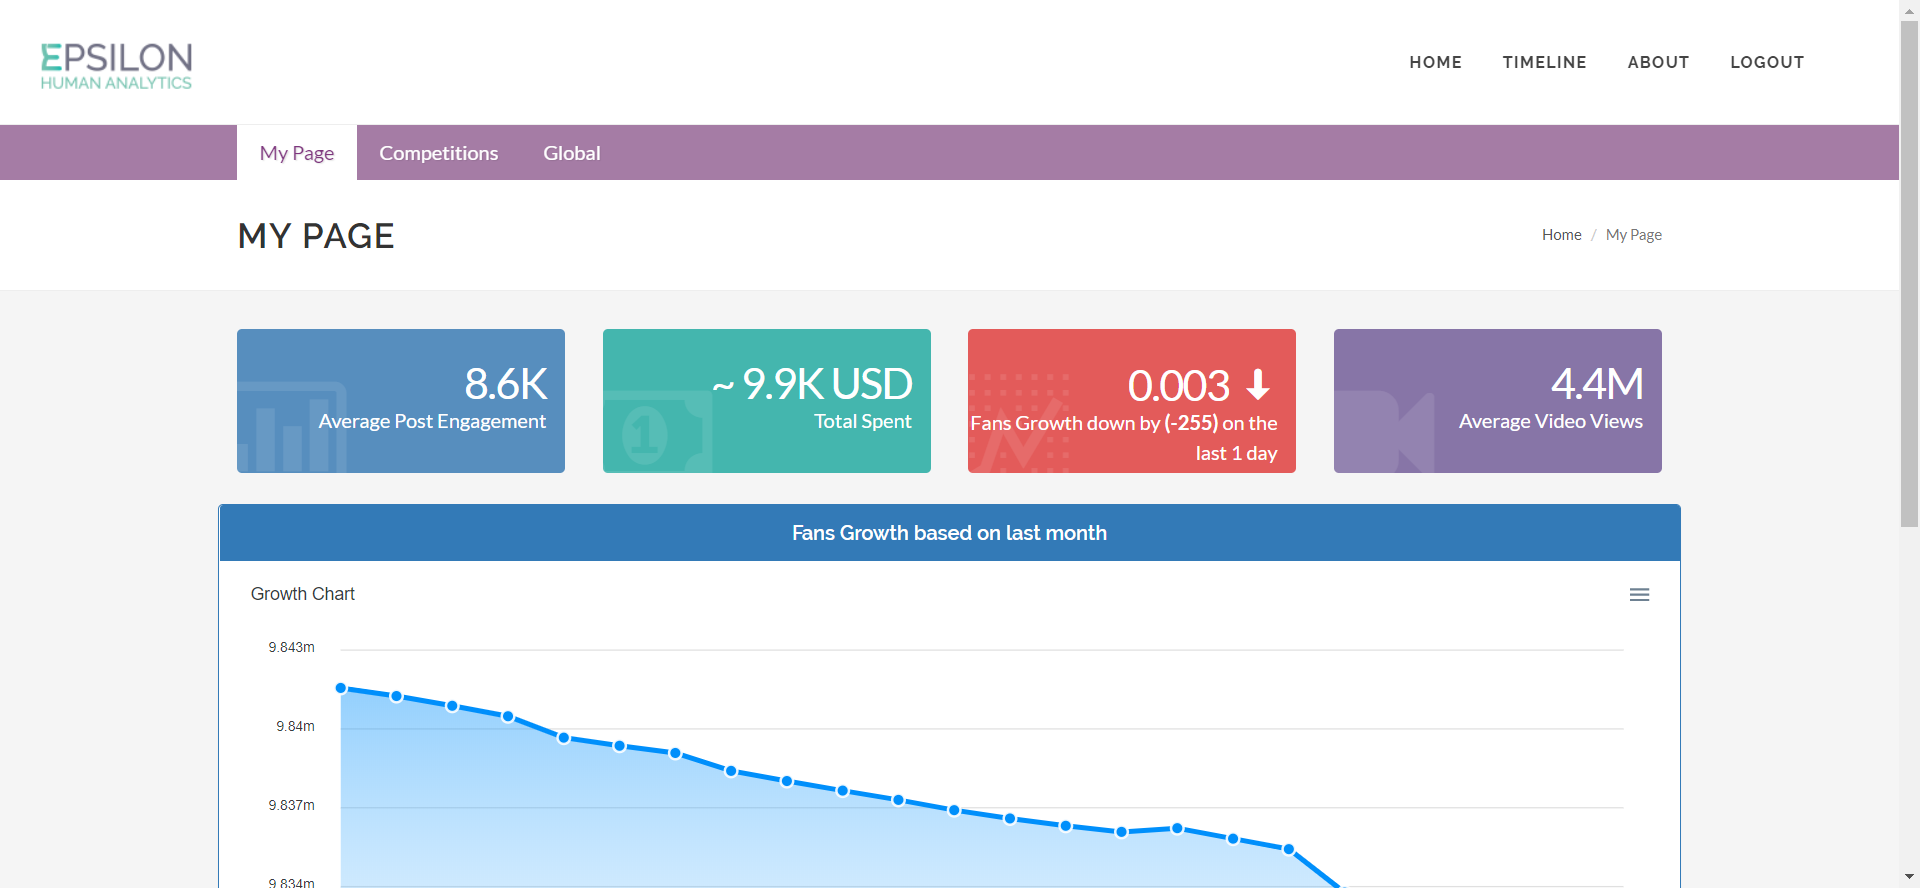 EPSILON
HUMAN ANALYTICS
HOME TIMELINE ABOUT LOGOUT
My Page Competitions Global
MY PAGE
Home / My Page
8.6K
Average Post Engagement
~ 9.9K USD
Total Spent
0.003
Fans Growth down by (-255) on the
last 1 day
4.4M
Average Video Views
1
Fans Growth based on last month
Growth Chart
9.843m
9.84m
9.837m
9.834m